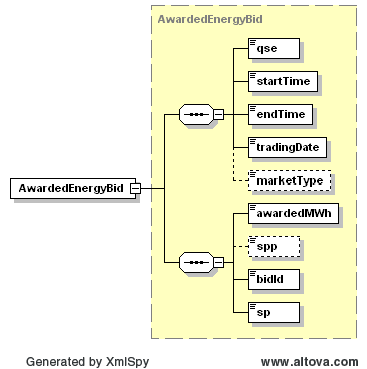 AwardedEnergyBid
qse
startTime
endTime
tradingDate
marketType
AwardedEnergyBid
awardedMWh
spp
bidId
sp
Generated by XmlSpy
www.altova.com